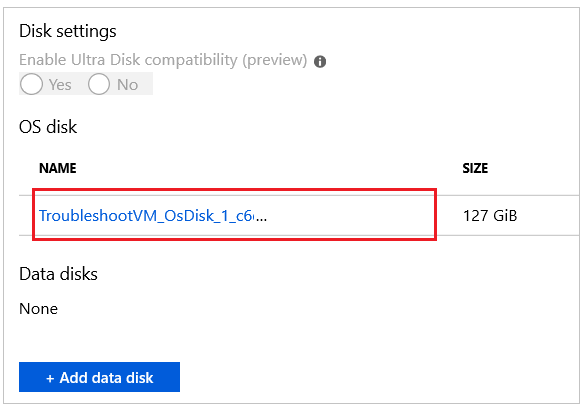 Disk settings
Enable Ultra Disk compatibility (preview)
Yes No
OS disk
NAME SIZE
TroubleshootVM_OsDisk_1_c6(... 127 GiB
Data disks
None
+ Add data disk